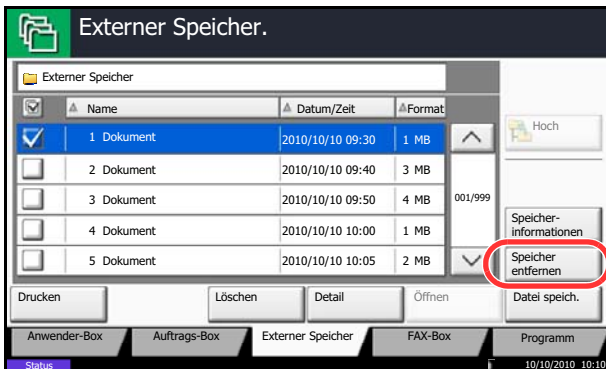 Externer Speicher.
Externer Speicher
Name Datum/Zeit Format
1 Dokument 2010/10/10 09:30 1 MB
2 Dokument 2010/10/10 09:40 3 MB
3 Dokument 2010/10/10 09:50 4 MB
4 Dokument 2010/10/10 10:00 1 MB
5 Dokument 2010/10/10 10:05 2 MB
001/999
Hoch
Speicher-
informationen
Speicher
entfernen
Drucken Löschen Detail Öffnen Datei speich.
Anwender-Box Auftrags-Box Externer Speicher FAX-Box Programm
Status 10/10/2010 10:10